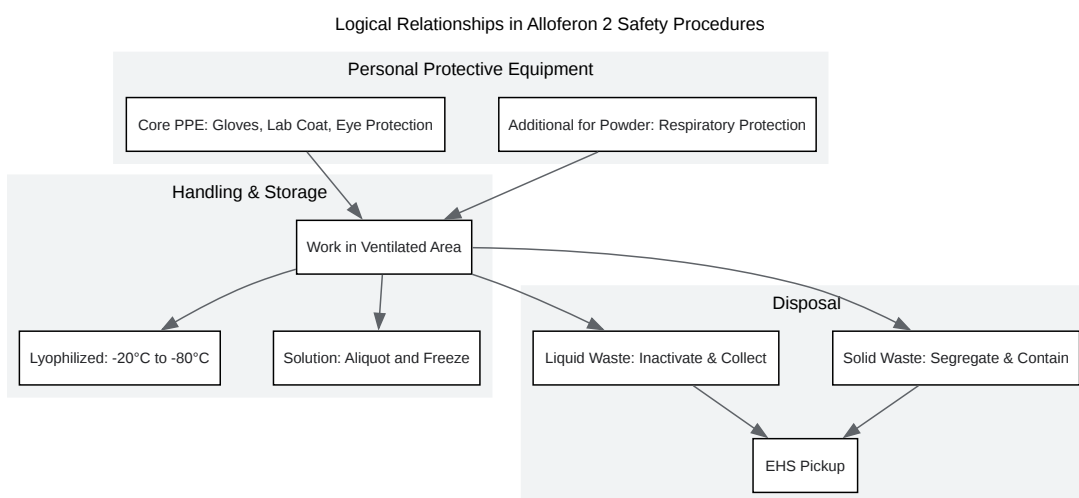 Logical Relationships in Alloferon 2 Safety Procedures
Personal Protective Equipment
Core PPE: Gloves, Lab Coat, Eye Protection
Additional for Powder: Respiratory Protection
Handling & Storage
Work in Ventilated Area
Lyophilized: -20°C to -80°C
Solution: Aliquot and Freeze
Disposal
Liquid Waste: Inactivate & Collect
Solid Waste: Segregate & Contain
EHS Pickup